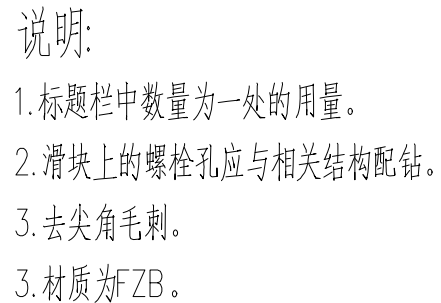 说明:
1.标题栏中数量为一处的用量。
2.滑块上的螺栓孔应与相关结构配钻。
3.去尖角毛刺。
3.材质为FZB。